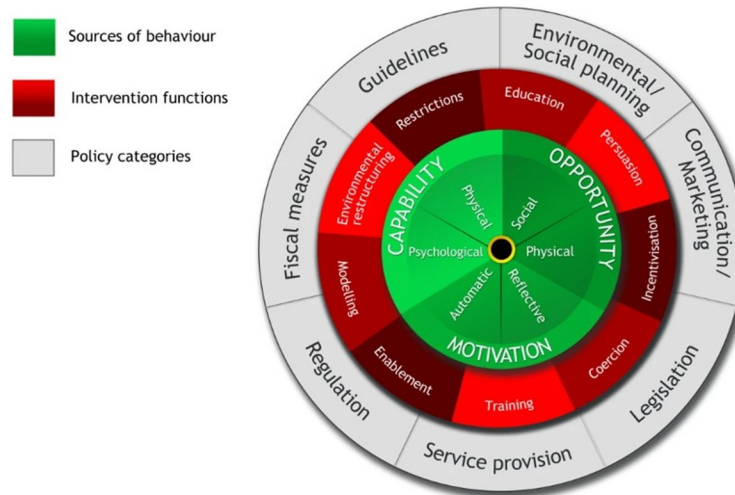 Sources of behaviour
Intervention functions
Policy categories
Guidelines
Environmental/
Social planning
Communication/
Marketing
Legislation
Service provision
Regulation
Fiscal measures
Restrictions
Education
Persuasion
Incentivisation
Coercion
Training
Enablement
Modelling
Environmental
restructuring
CAPABILITY
OPPORTUNITY
MOTIVATION
Physical
Social
Psychological
Physical
Automatic
Reflective